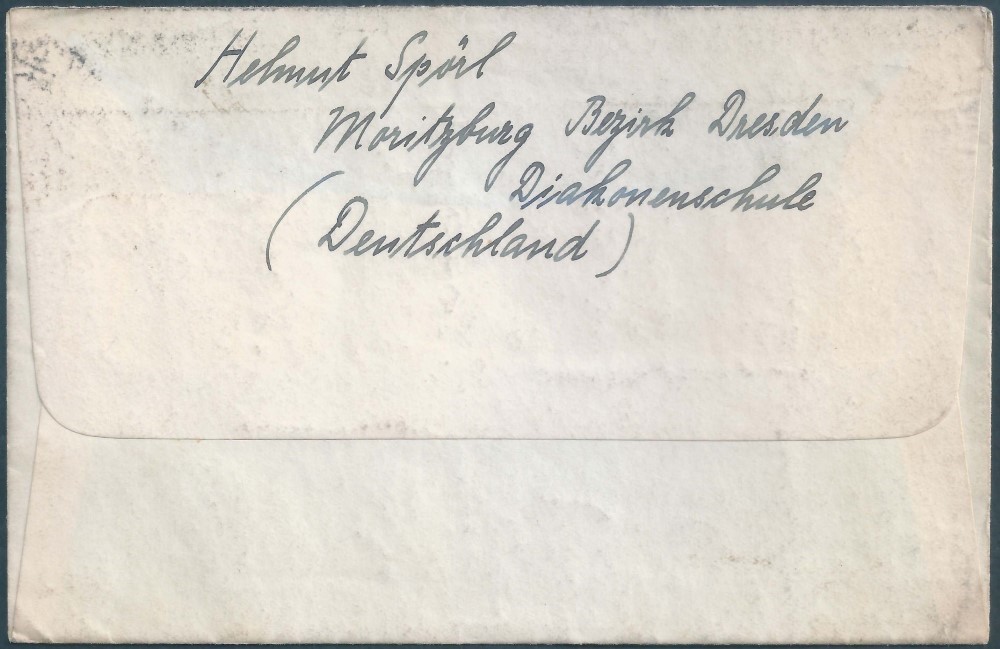 Helmut Spörl
Moritzburg Bezirk Dresden
Diakonenschule
(Deutschland)